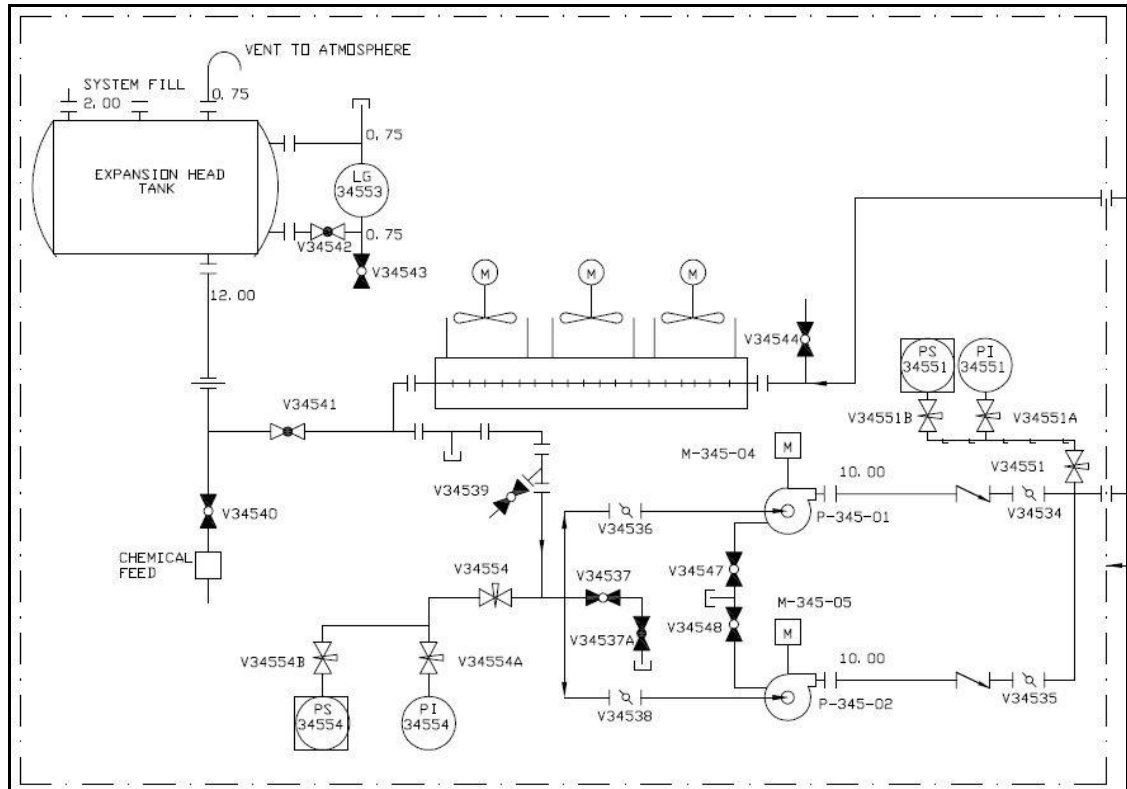 VENT TO ATMOSPHERE
SYSTEM FILL
2.00
0.75
EXPANSION HEAD
TANK
0.75
LG
34553
0.75
V34542
V34543
12.00
M
M
M
V34544
PS
34551
PI
34551
V34551B
V34551A
V34541
V34551
M-345-04
M
10.00
V34539
V34536
P-345-01
V34534
V34540
CHEMICAL
FEED
V34554
V34537
V34547
M-345-05
V34537A
V34548
M
V34554B
V34554A
10.00
V34538
P-345-02
V34535
PS
34554
PI
34554